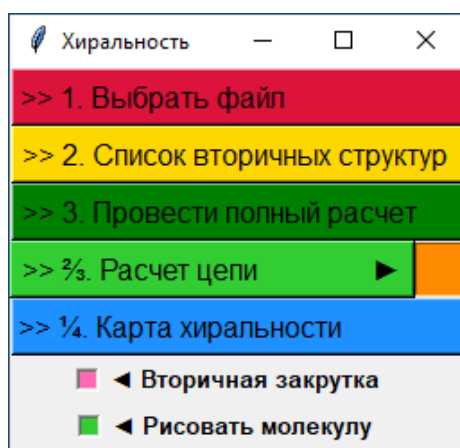 Хиральность
>> 1. Выбрать файл
>> 2. Список вторичных структур
>> 3. Провести полный расчет
>> ⅔. Расчет цепи ►
>> ¼. Карта хиральности
◄ Вторичная закрутка
◄ Рисовать молекулу